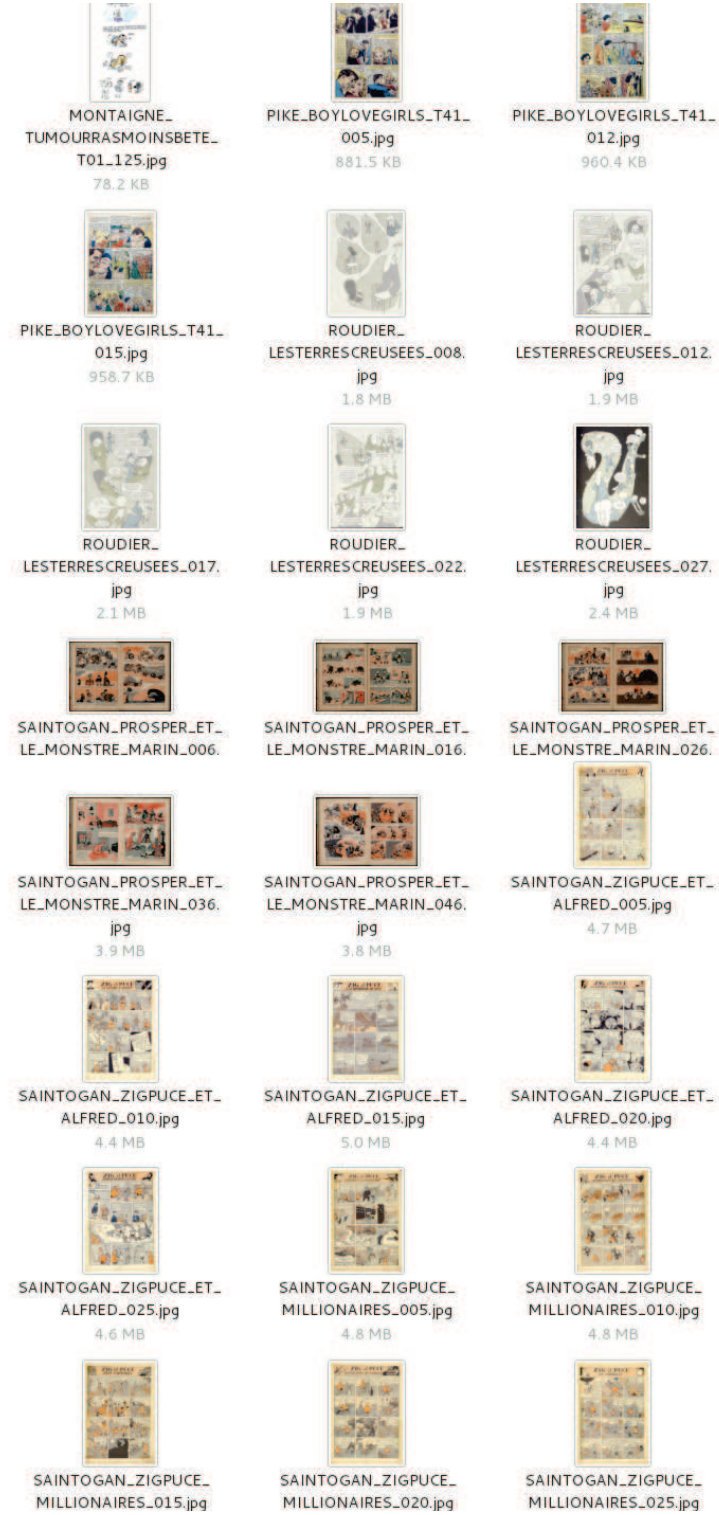 MONTAIGNE_
TUMOURRASMOINSBETE_
T01_125.jpg
78.2 KB
PIKE_BOYLOVEGIRLS_T41_
005.jpg
881.5 KB
PIKE_BOYLOVEGIRLS_T41_
012.jpg
960.4 KB
PIKE_BOYLOVEGIRLS_T41_
015.jpg
958.7 KB
ROUDIER_
LESTERRESCREUSEES_008.
jpg
1.8 MB
ROUDIER_
LESTERRESCREUSEES_012.
jpg
1.9 MB
ROUDIER_
LESTERRESCREUSEES_017.
jpg
2.1 MB
ROUDIER_
LESTERRESCREUSEES_022.
jpg
1.9 MB
ROUDIER_
LESTERRESCREUSEES_027.
jpg
2.4 MB
SAINTOGAN_PROSPER_ET_
LE_MONSTRE_MARIN_006.
SAINTOGAN_PROSPER_ET_
LE_MONSTRE_MARIN_016.
SAINTOGAN_PROSPER_ET_
LE_MONSTRE_MARIN_026.
SAINTOGAN_PROSPER_ET_
LE_MONSTRE_MARIN_036.
jpg
3.9 MB
SAINTOGAN_PROSPER_ET_
LE_MONSTRE_MARIN_046.
jpg
3.8 MB
SAINTOGAN_ZIGPUCE_ET_
ALFRED_005.jpg
4.7 MB
SAINTOGAN_ZIGPUCE_ET_
ALFRED_010.jpg
4.4 MB
SAINTOGAN_ZIGPUCE_ET_
ALFRED_015.jpg
5.0 MB
SAINTOGAN_ZIGPUCE_ET_
ALFRED_020.jpg
4.4 MB
SAINTOGAN_ZIGPUCE_ET_
ALFRED_025.jpg
4.6 MB
SAINTOGAN_ZIGPUCE_
MILLIONAIRES_005.jpg
4.8 MB
SAINTOGAN_ZIGPUCE_
MILLIONAIRES_010.jpg
4.8 MB
SAINTOGAN_ZIGPUCE_
MILLIONAIRES_015.jpg
SAINTOGAN_ZIGPUCE_
MILLIONAIRES_020.jpg
SAINTOGAN_ZIGPUCE_
MILLIONAIRES_025.jpg